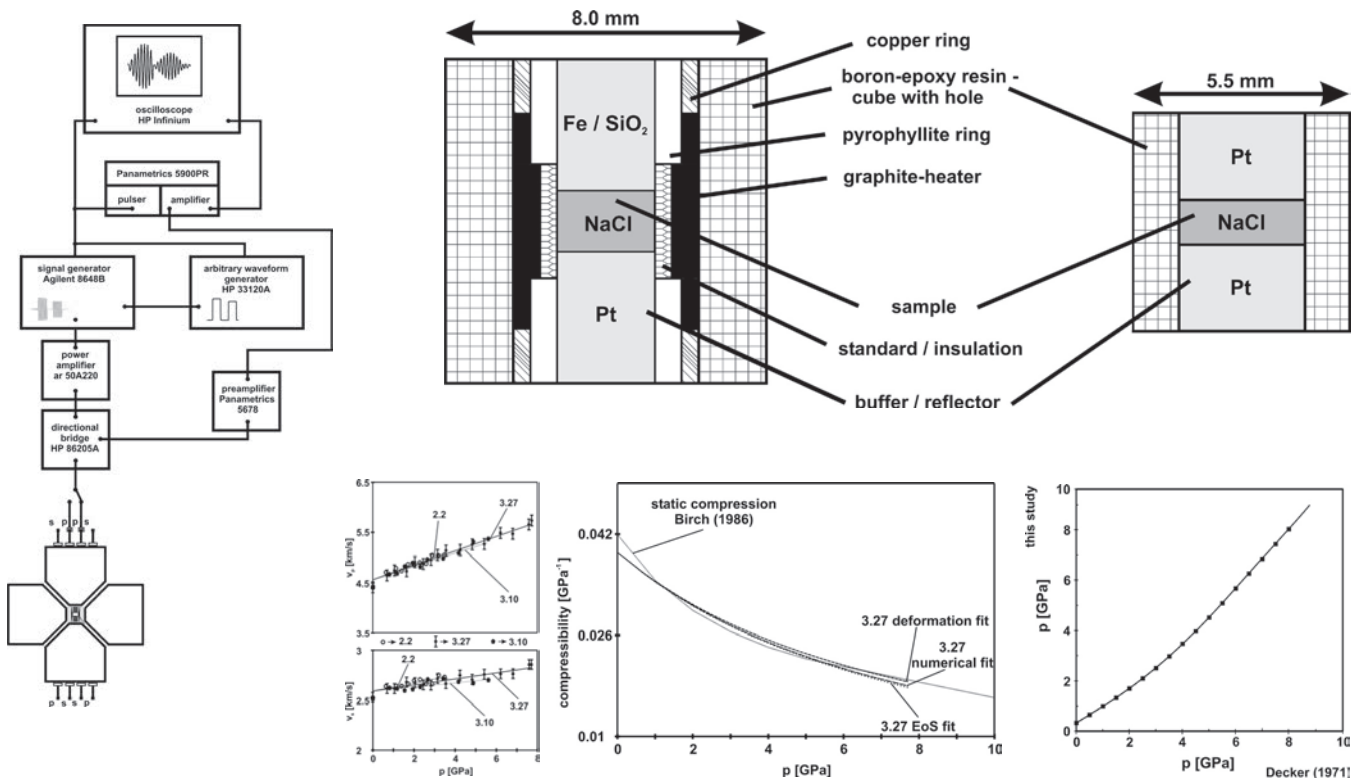 oscilloscope
HP Infinium
Panametrics 5900PR
pulser
amplifier
signal generator
Agilent 8648B
arbitrary waveform
generator
HP 33120A
power
amplifier
ar 50A220
preamplifier
Panametrics
5678
directional
bridge
HP 86205A
s p p s
p s s p
8.0 mm
Fe / SiO₂
NaCl
Pt
copper ring
boron-epoxy resin -
cube with hole
pyrophyllite ring
graphite-heater
sample
standard / insulation
buffer / reflector
5.5 mm
Pt
NaCl
Pt
6.5
5.5
4.5
3.5
vₚ [km/s]
2.2
3.27
3.10
2.2
3.27
3.10
3
2.5
2
vₛ [km/s]
2.2
3.27
3.10
0 2 4 6 8
p [GPa]
compressibility [GPa⁻¹]
0.042
0.026
0.01
static compression
Birch (1986)
3.27 deformation fit
3.27
numerical fit
3.27 EoS fit
0 2 4 6 8 10
p [GPa]
this study
p [GPa]
10
8
6
4
2
0
0 2 4 6 8 10
p [GPa]
Decker (1971)